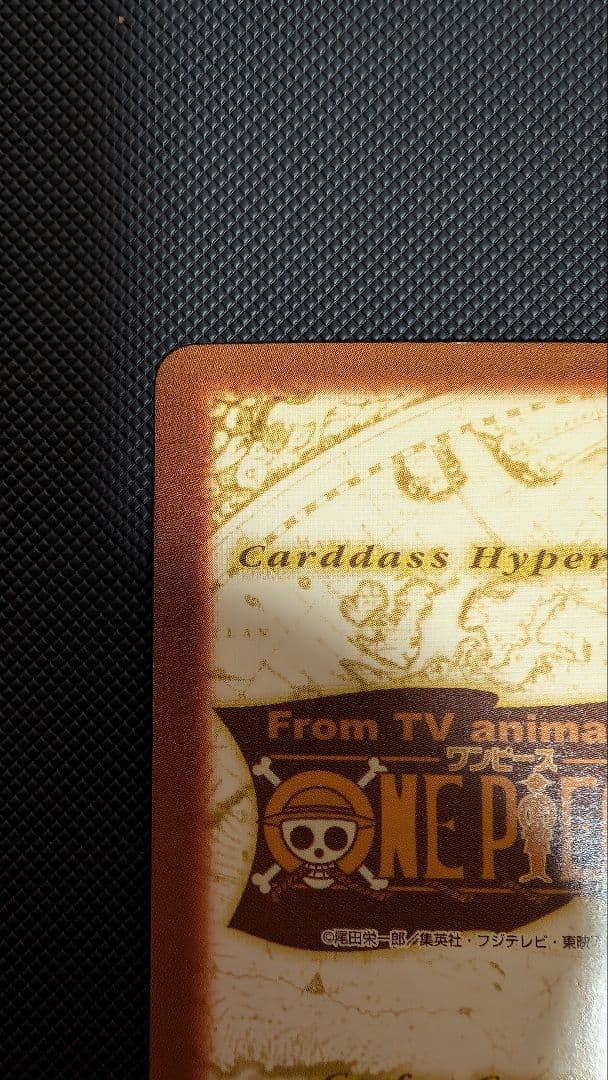 Carddass Hyper
From TV anima
ワンピース
ONE PIE
©尾田栄一郎/集英社・フジテレビ・東映